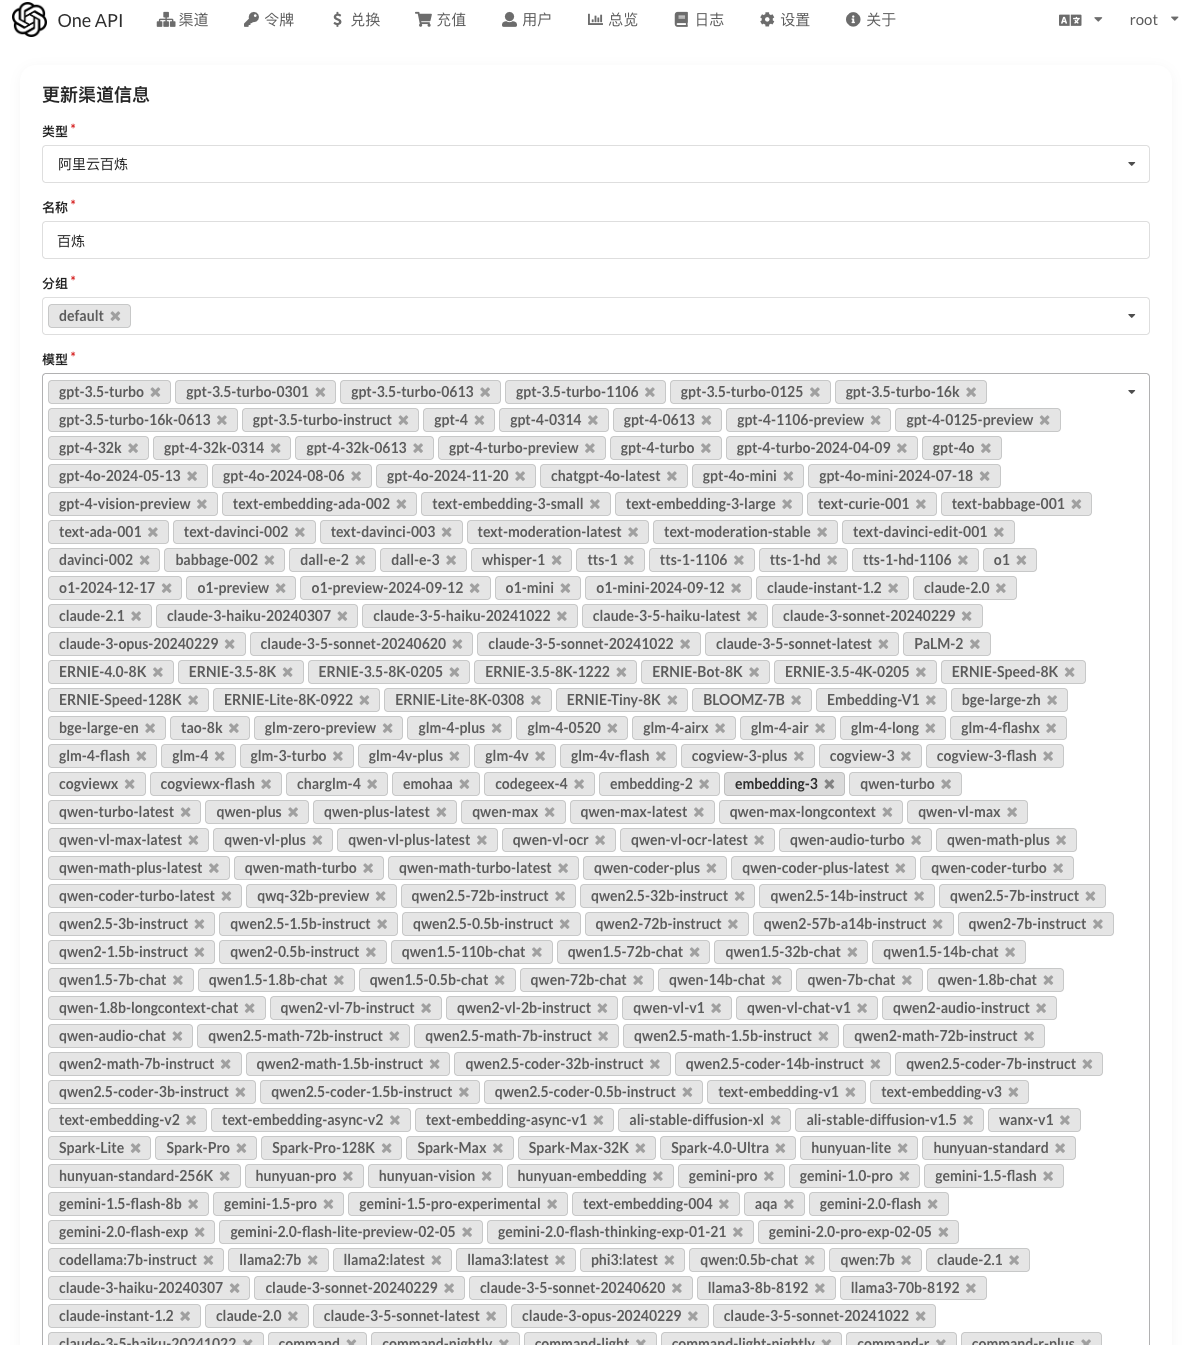 One API 渠道 令牌 兑换 充值 用户 总览 日志 设置 关于 root
更新渠道信息
类型*
阿里云百炼
名称*
百炼
分组*
default
模型*
gpt-3.5-turbo gpt-3.5-turbo-0301 gpt-3.5-turbo-0613 gpt-3.5-turbo-1106 gpt-3.5-turbo-0125 gpt-3.5-turbo-16k
gpt-3.5-turbo-16k-0613 gpt-3.5-turbo-instruct gpt-4 gpt-4-0314 gpt-4-0613 gpt-4-1106-preview gpt-4-0125-preview
gpt-4-32k gpt-4-32k-0314 gpt-4-32k-0613 gpt-4-turbo-preview gpt-4-turbo gpt-4-turbo-2024-04-09 gpt-4o
gpt-4o-2024-05-13 gpt-4o-2024-08-06 gpt-4o-2024-11-20 chatgpt-4o-latest gpt-4o-mini gpt-4o-mini-2024-07-18
gpt-4-vision-preview text-embedding-ada-002 text-embedding-3-small text-embedding-3-large text-curie-001 text-babbage-001
text-ada-001 text-davinci-002 text-davinci-003 text-moderation-latest text-moderation-stable text-davinci-edit-001
davinci-002 babbage-002 dall-e-2 dall-e-3 whisper-1 tts-1 tts-1-1106 tts-1-hd tts-1-hd-1106 o1
o1-2024-12-17 o1-preview o1-preview-2024-09-12 o1-mini o1-mini-2024-09-12 claude-instant-1.2 claude-2.0
claude-2.1 claude-3-haiku-20240307 claude-3-5-haiku-20241022 claude-3-5-haiku-latest claude-3-sonnet-20240229
claude-3-opus-20240229 claude-3-5-sonnet-20240620 claude-3-5-sonnet-20241022 claude-3-5-sonnet-latest PaLM-2
ERNIE-4.0-8K ERNIE-3.5-8K ERNIE-3.5-8K-0205 ERNIE-3.5-8K-1222 ERNIE-Bot-8K ERNIE-3.5-4K-0205 ERNIE-Speed-8K
ERNIE-Speed-128K ERNIE-Lite-8K-0922 ERNIE-Lite-8K-0308 ERNIE-Tiny-8K BLOOMZ-7B Embedding-V1 bge-large-zh
bge-large-en tao-8k glm-zero-preview glm-4-plus glm-4-0520 glm-4-airx glm-4-air glm-4-long glm-4-flashx
glm-4-flash glm-4 glm-3-turbo glm-4v-plus glm-4v glm-4v-flash cogview-3-plus cogview-3 cogview-3-flash
cogviewx cogviewx-flash charglm-4 emohaa codegeex-4 embedding-2 embedding-3 qwen-turbo
qwen-turbo-latest qwen-plus qwen-plus-latest qwen-max qwen-max-latest qwen-max-longcontext qwen-vl-max
qwen-vl-max-latest qwen-vl-plus qwen-vl-plus-latest qwen-vl-ocr qwen-vl-ocr-latest qwen-audio-turbo qwen-math-plus
qwen-math-plus-latest qwen-math-turbo qwen-math-turbo-latest qwen-coder-plus qwen-coder-plus-latest qwen-coder-turbo
qwen-coder-turbo-latest qwq-32b-preview qwen2.5-72b-instruct qwen2.5-32b-instruct qwen2.5-14b-instruct qwen2.5-7b-instruct
qwen2.5-3b-instruct qwen2.5-1.5b-instruct qwen2.5-0.5b-instruct qwen2-72b-instruct qwen2-57b-a14b-instruct qwen2-7b-instruct
qwen2-1.5b-instruct qwen2-0.5b-instruct qwen1.5-110b-chat qwen1.5-72b-chat qwen1.5-32b-chat qwen1.5-14b-chat
qwen1.5-7b-chat qwen1.5-1.8b-chat qwen1.5-0.5b-chat qwen-72b-chat qwen-14b-chat qwen-7b-chat qwen-1.8b-chat
qwen-1.8b-longcontext-chat qwen2-vl-7b-instruct qwen2-vl-2b-instruct qwen-vl-v1 qwen-vl-chat-v1 qwen2-audio-instruct
qwen-audio-chat qwen2.5-math-72b-instruct qwen2.5-math-7b-instruct qwen2.5-math-1.5b-instruct qwen2-math-72b-instruct
qwen2-math-7b-instruct qwen2-math-1.5b-instruct qwen2.5-coder-32b-instruct qwen2.5-coder-14b-instruct qwen2.5-coder-7b-instruct
qwen2.5-coder-3b-instruct qwen2.5-coder-1.5b-instruct qwen2.5-coder-0.5b-instruct text-embedding-v1 text-embedding-v3
text-embedding-v2 text-embedding-async-v2 text-embedding-async-v1 ali-stable-diffusion-xl ali-stable-diffusion-v1.5 wanx-v1
Spark-Lite Spark-Pro Spark-Pro-128K Spark-Max Spark-Max-32K Spark-4.0-Ultra hunyuan-lite hunyuan-standard
hunyuan-standard-256K hunyuan-pro hunyuan-vision hunyuan-embedding gemini-pro gemini-1.0-pro gemini-1.5-flash
gemini-1.5-flash-8b gemini-1.5-pro gemini-1.5-pro-experimental text-embedding-004 aqa gemini-2.0-flash
gemini-2.0-flash-exp gemini-2.0-flash-lite-preview-02-05 gemini-2.0-flash-thinking-exp-01-21 gemini-2.0-pro-exp-02-05
codellama:7b-instruct llama2:7b llama2:latest llama3:latest phi3:latest qwen:0.5b-chat qwen:7b claude-2.1
claude-3-haiku-20240307 claude-3-sonnet-20240229 claude-3-5-sonnet-20240620 llama3-8b-8192 llama3-70b-8192
claude-instant-1.2 claude-2.0 claude-3-5-sonnet-latest claude-3-opus-20240229 claude-3-5-sonnet-20241022
claude-3-5-haiku-20241022 command command-nightly command-light command-light-nightly command-r command-r-plus